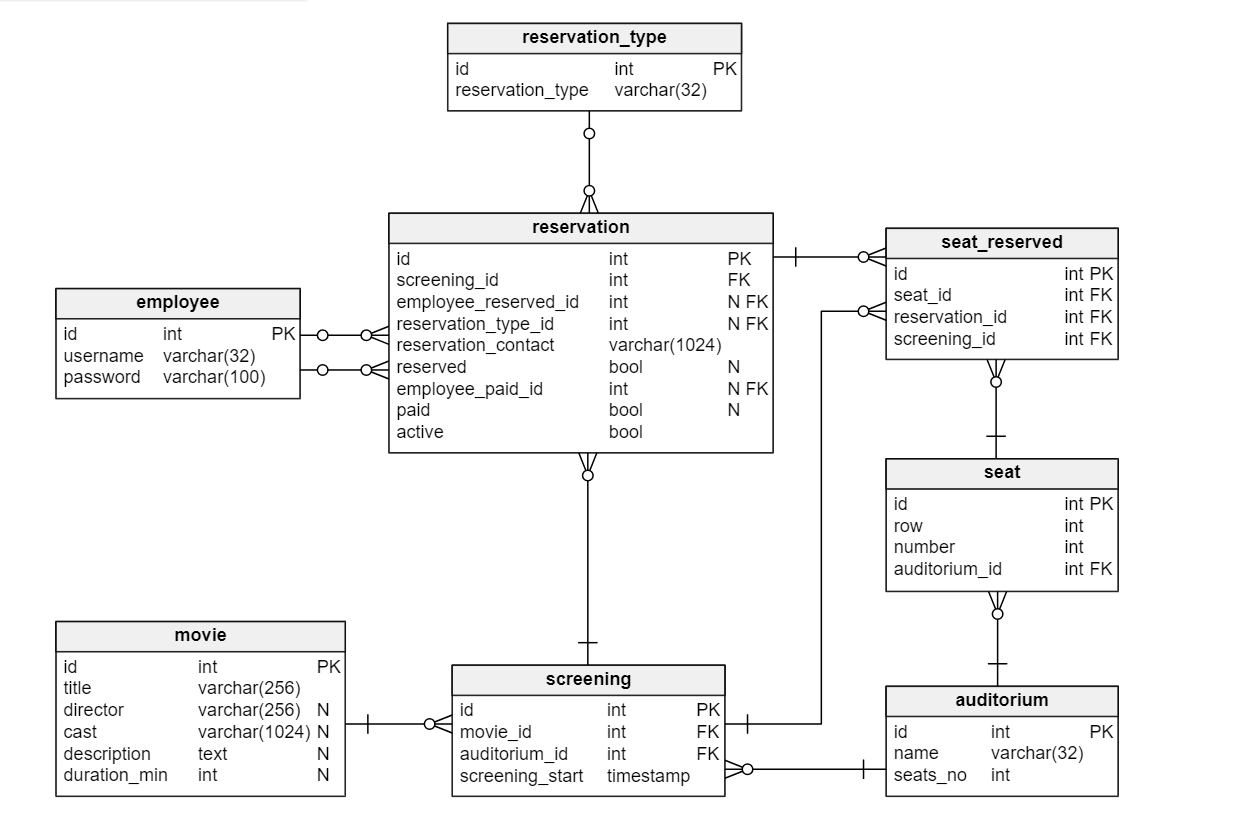 reservation_type
id int PK
reservation_type varchar(32)
reservation
id int PK
screening_id int FK
employee_reserved_id int N FK
reservation_type_id int N FK
reservation_contact varchar(1024)
reserved bool N
employee_paid_id int N FK
paid bool N
active bool
seat_reserved
id int PK
seat_id int FK
reservation_id int FK
screening_id int FK
employee
id int PK
username varchar(32)
password varchar(100)
seat
id int PK
row int
number int
auditorium_id int FK
movie
id int PK
title varchar(256)
director varchar(256) N
cast varchar(1024) N
description text N
duration_min int N
screening
id int PK
movie_id int FK
auditorium_id int FK
screening_start timestamp
auditorium
id int PK
name varchar(32)
seats_no int